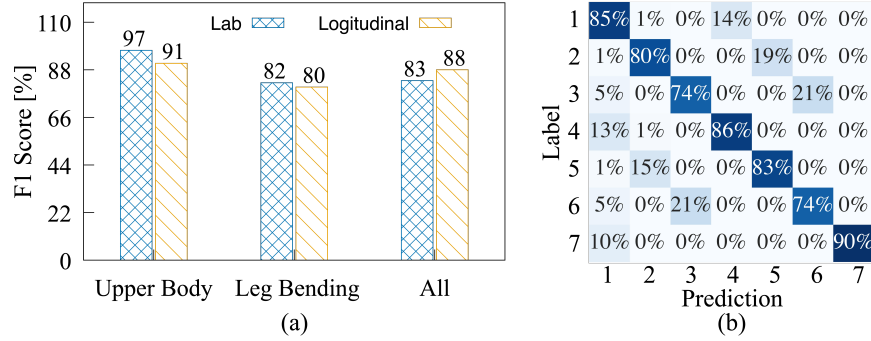 F1 Score [%]
110
88
66
44
22
0
Lab
Logitudinal
97
91
82
80
83
88
Upper Body
Leg Bending
All
(a)
Label
1 85% 1% 0% 14% 0% 0% 0%
2 1% 80% 0% 0% 19% 0% 0%
3 5% 0% 74% 0% 0% 21% 0%
4 13% 1% 0% 86% 0% 0% 0%
5 1% 15% 0% 0% 83% 0% 0%
6 5% 0% 21% 0% 0% 74% 0%
7 10% 0% 0% 0% 0% 0% 90%
1 2 3 4 5 6 7
Prediction
(b)